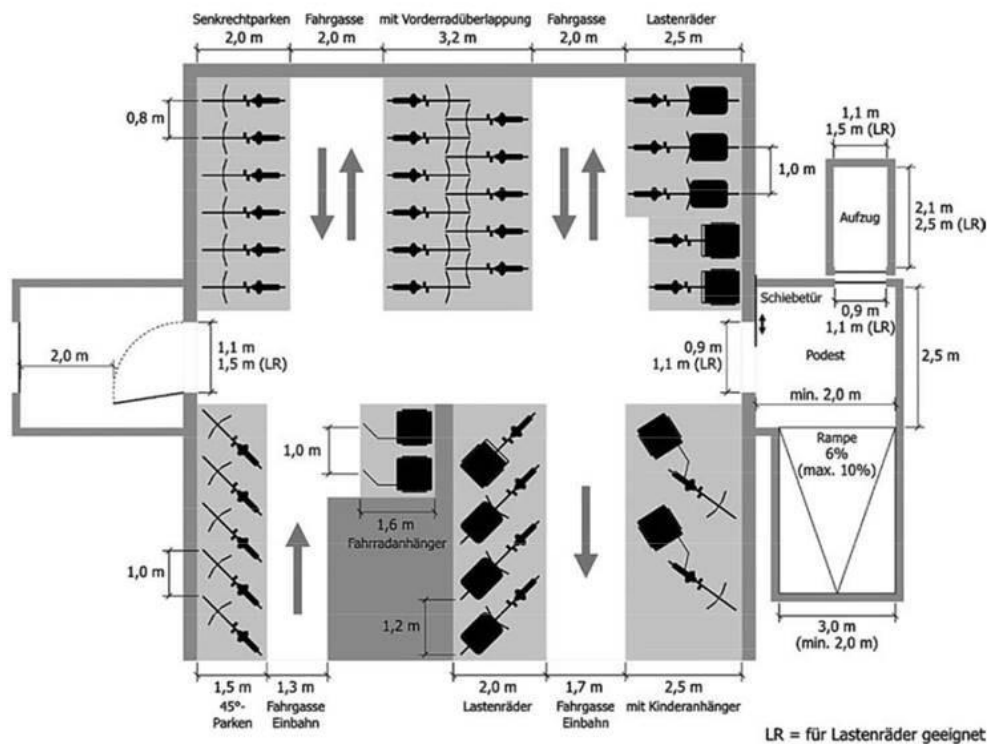 Senkrechtparken
2,0 m
Fahrgasse
2,0 m
mit Vorderradüberlappung
3,2 m
Fahrgasse
2,0 m
Lastenräder
2,5 m
0,8 m
1,0 m
1,1 m
1,5 m (LR)
Aufzug
2,1 m
2,5 m (LR)
2,0 m
1,1 m
1,5 m (LR)
0,9 m
1,1 m (LR)
Schiebetür
0,9 m
1,1 m (LR)
Podest
2,5 m
min. 2,0 m
1,0 m
1,6 m
Fahrradanhänger
1,0 m
1,2 m
Rampe
6%
(max. 10%)
3,0 m
(min. 2,0 m)
1,5 m
45°-
Parken
1,3 m
Fahrgasse
Einbahn
2,0 m
Lastenräder
1,7 m
Fahrgasse
Einbahn
2,5 m
mit Kinderanhänger
LR = für Lastenräder geeignet